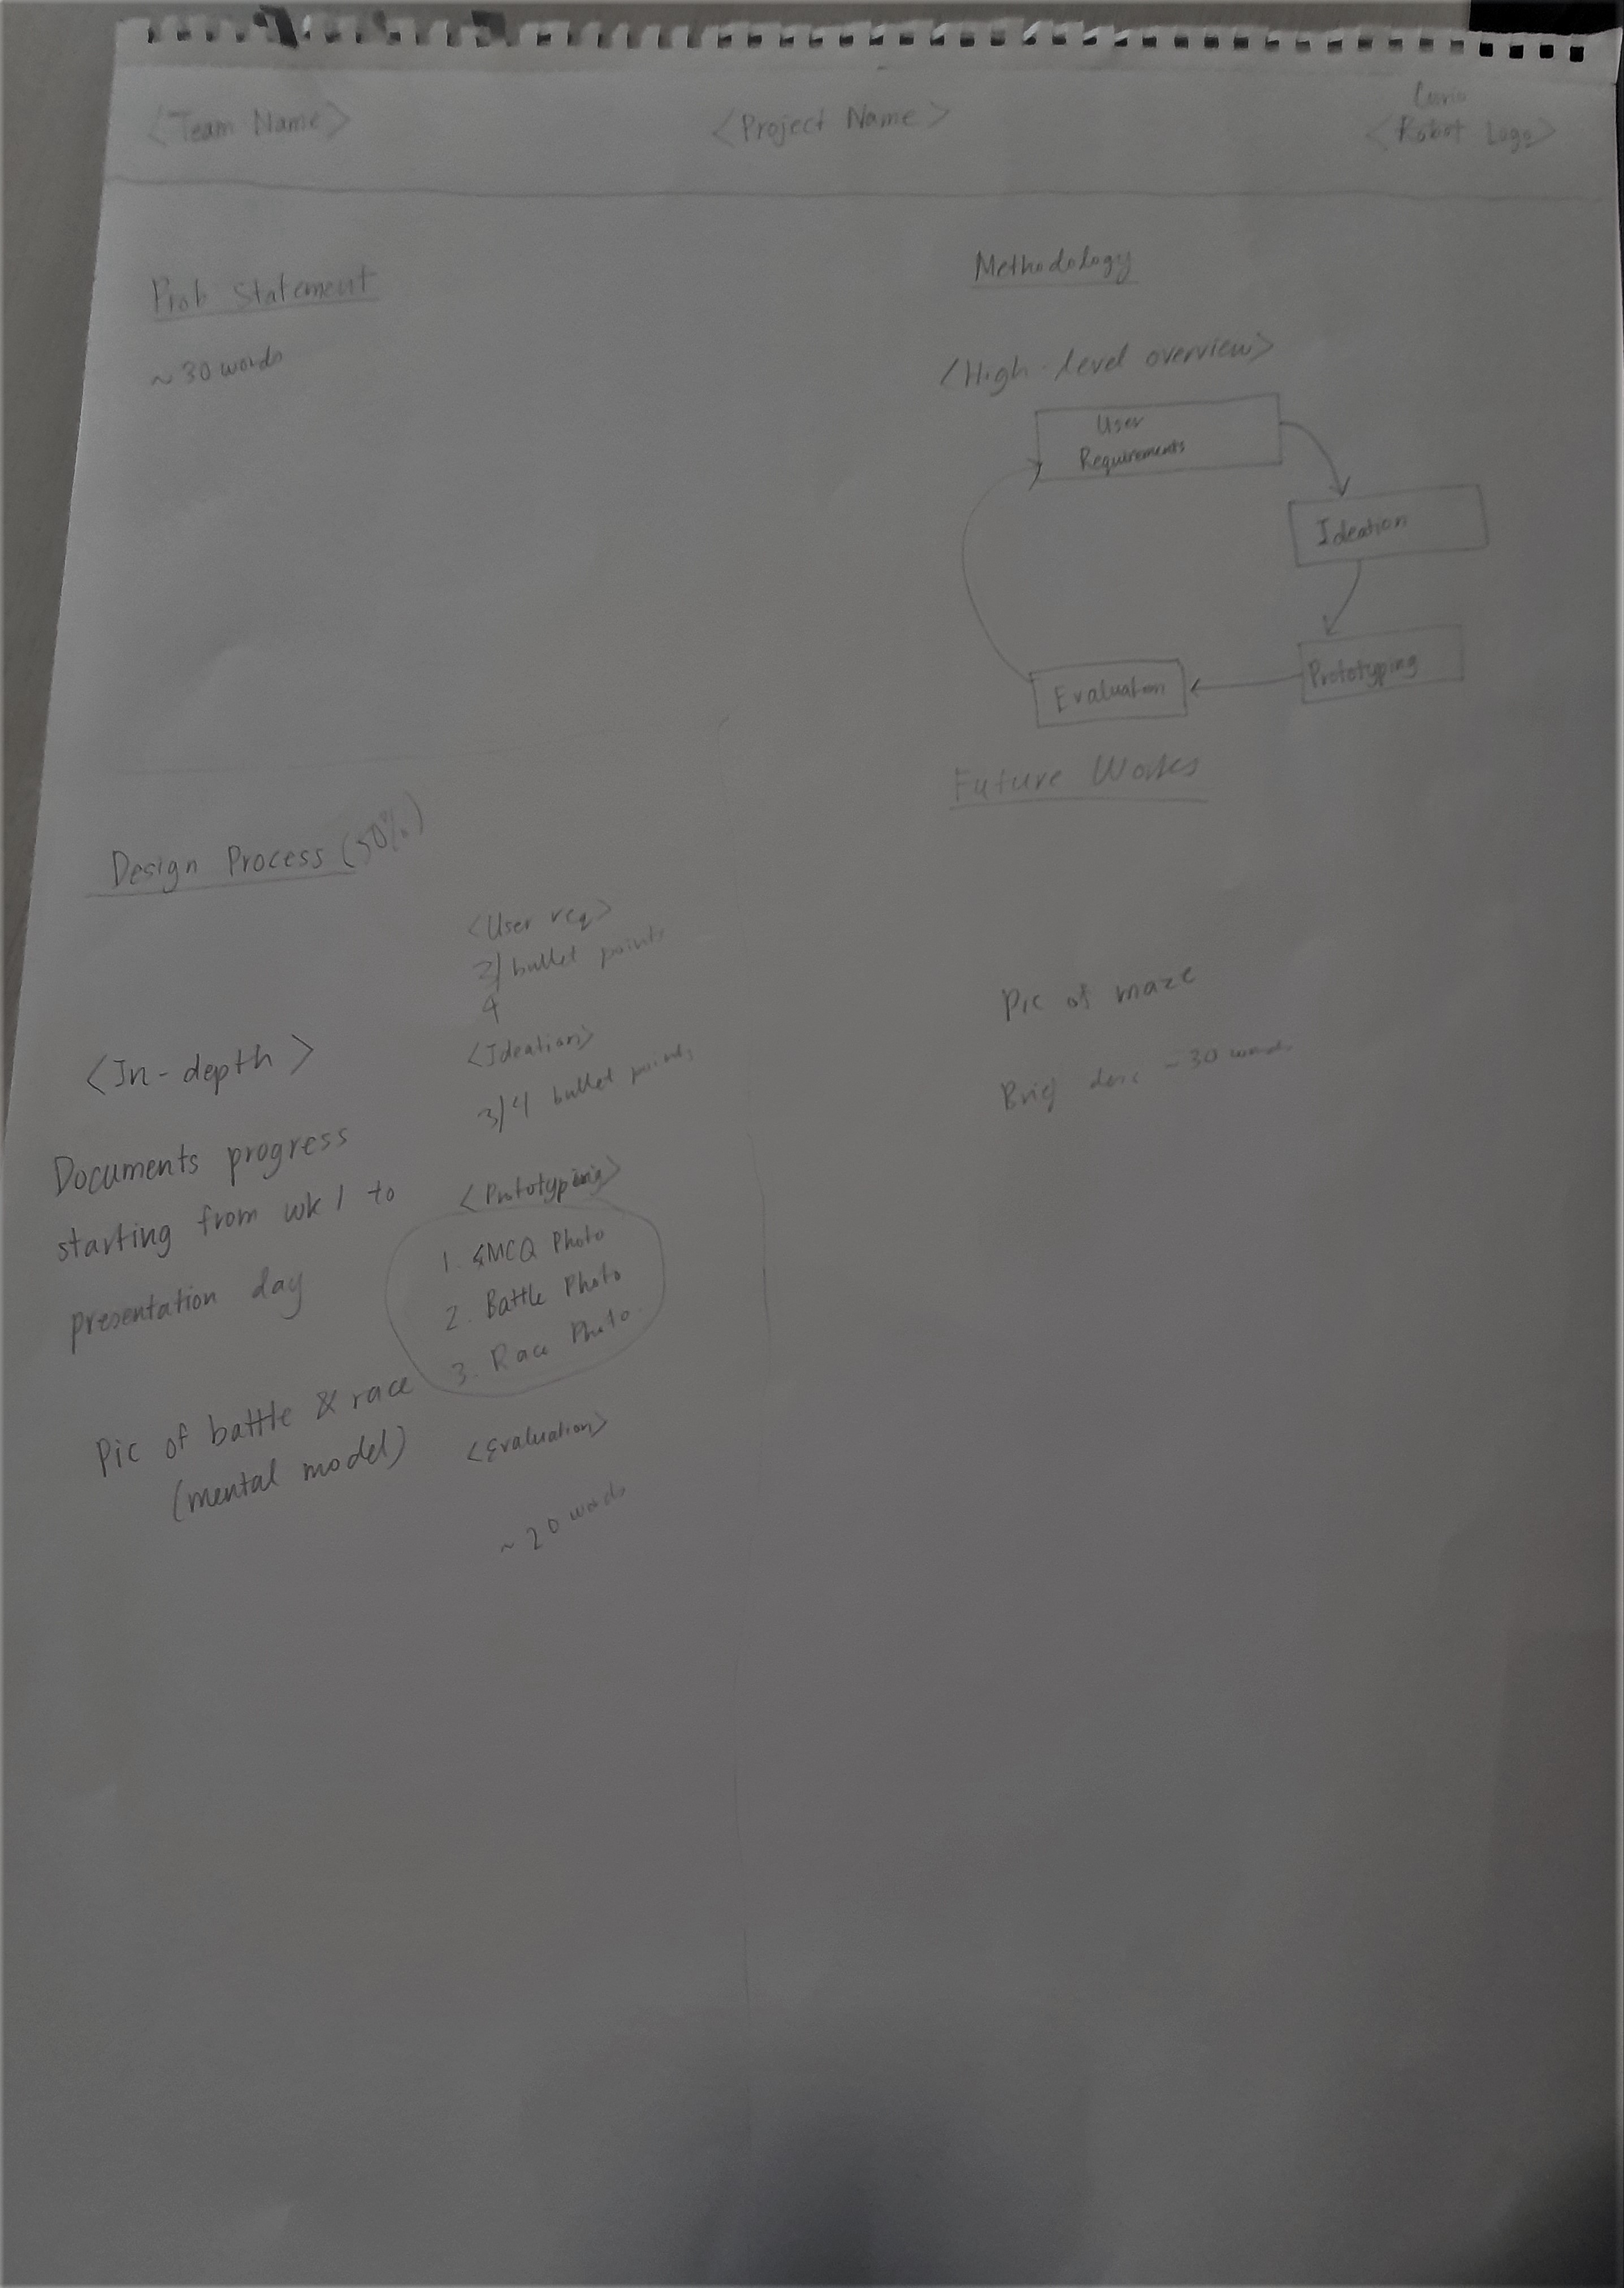 <Team Name>
<Project Name>
<Robot Logo>
Prob Statement
~ 30 words
Methodology
<High-level overview>
User
Requirements
Ideation
Prototyping
Evaluation
Future Works
Pic of maze
Brief desc ~30 words
Design Process (50%)
<In-depth>
Documents progress
starting from wk 1 to
presentation day
Pic of battle & race
(mental model)
<User req>
3/ bullet points
4
<Ideation>
3/4 bullet points
<Prototyping>
1. MCQ Photo
2. Battle Photo
3. Race Photo
<Evaluation>
~ 20 words